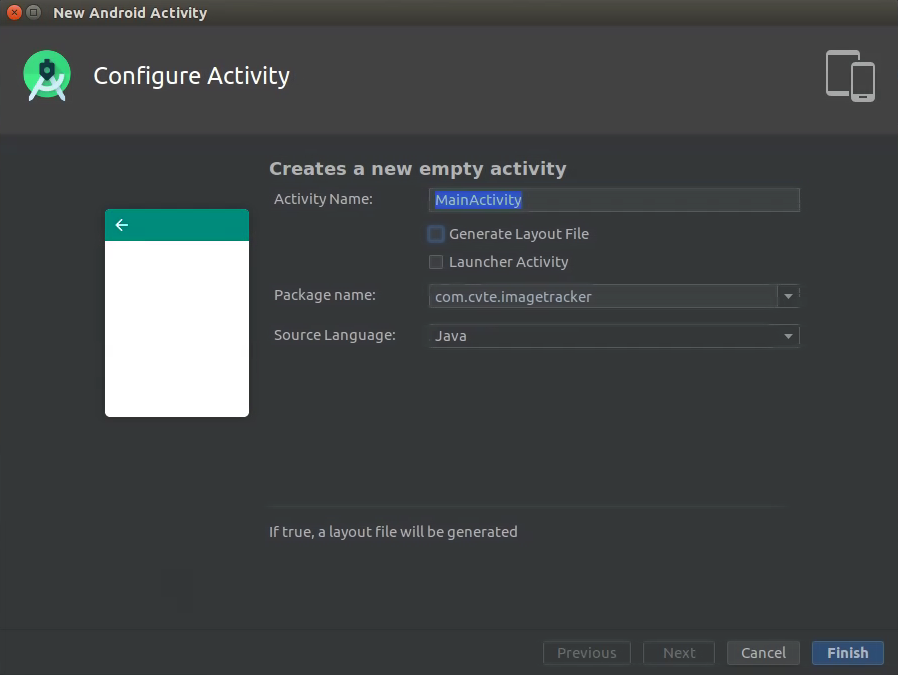 New Android Activity
Configure Activity
Creates a new empty activity
Activity Name: MainActivity
Generate Layout File
Launcher Activity
Package name: com.cvte.imagetracker
Source Language: Java
If true, a layout file will be generated
Previous Next Cancel Finish